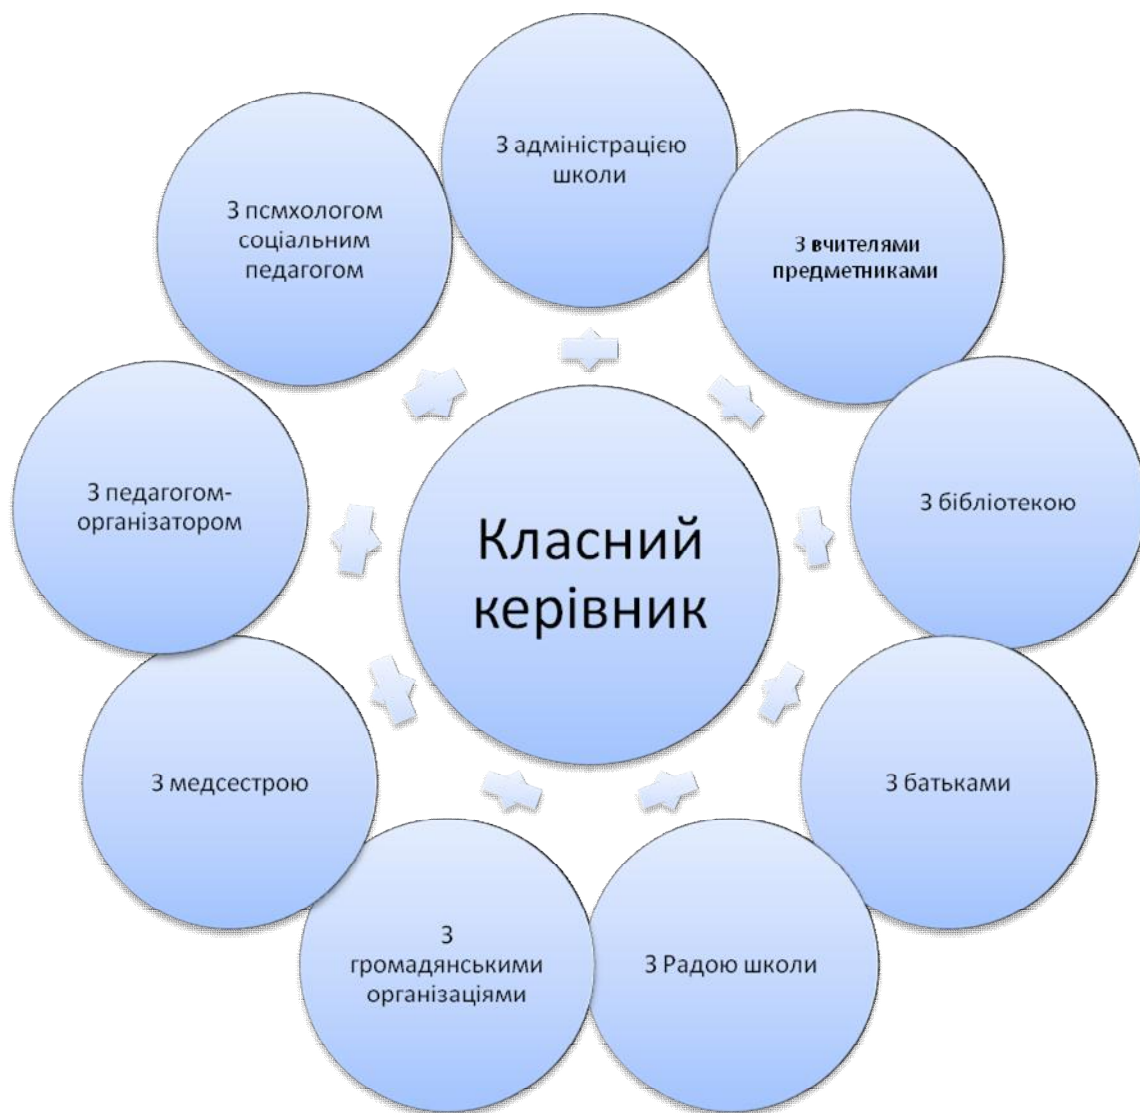 З адміністрацією
школи
З вчителями
предметниками
З бібліотекою
З батьками
З Радою школи
З
громадянськими
організаціями
З медсестрою
З педагогом-
організатором
З псмхологом
соціальним
педагогом
Класний
керівник